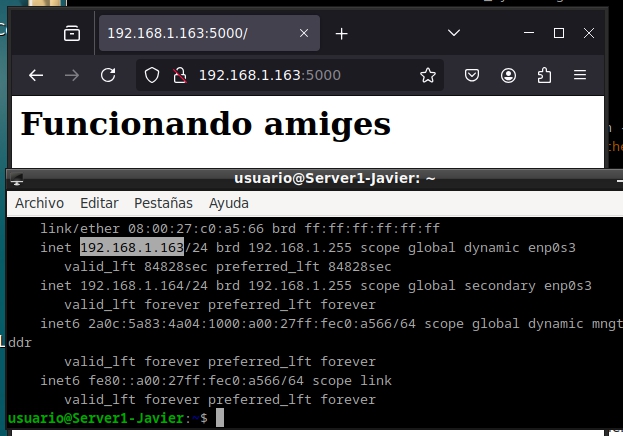 192.168.1.163:5000/
192.168.1.163:5000
Funcionando amiges
usuario@Server1-Javier: ~
Archivo Editar Pestañas Ayuda
link/ether 08:00:27:c0:a5:66 brd ff:ff:ff:ff:ff:ff
inet 192.168.1.163/24 brd 192.168.1.255 scope global dynamic enp0s3
valid_lft 84828sec preferred_lft 84828sec
inet 192.168.1.164/24 brd 192.168.1.255 scope global secondary enp0s3
valid_lft forever preferred_lft forever
inet6 2a0c:5a83:4a04:1000:a00:27ff:fec0:a566/64 scope global dynamic mngt
ddr
valid_lft forever preferred_lft forever
inet6 fe80::a00:27ff:fec0:a566/64 scope link
valid_lft forever preferred_lft forever
usuario@Server1-Javier:~$